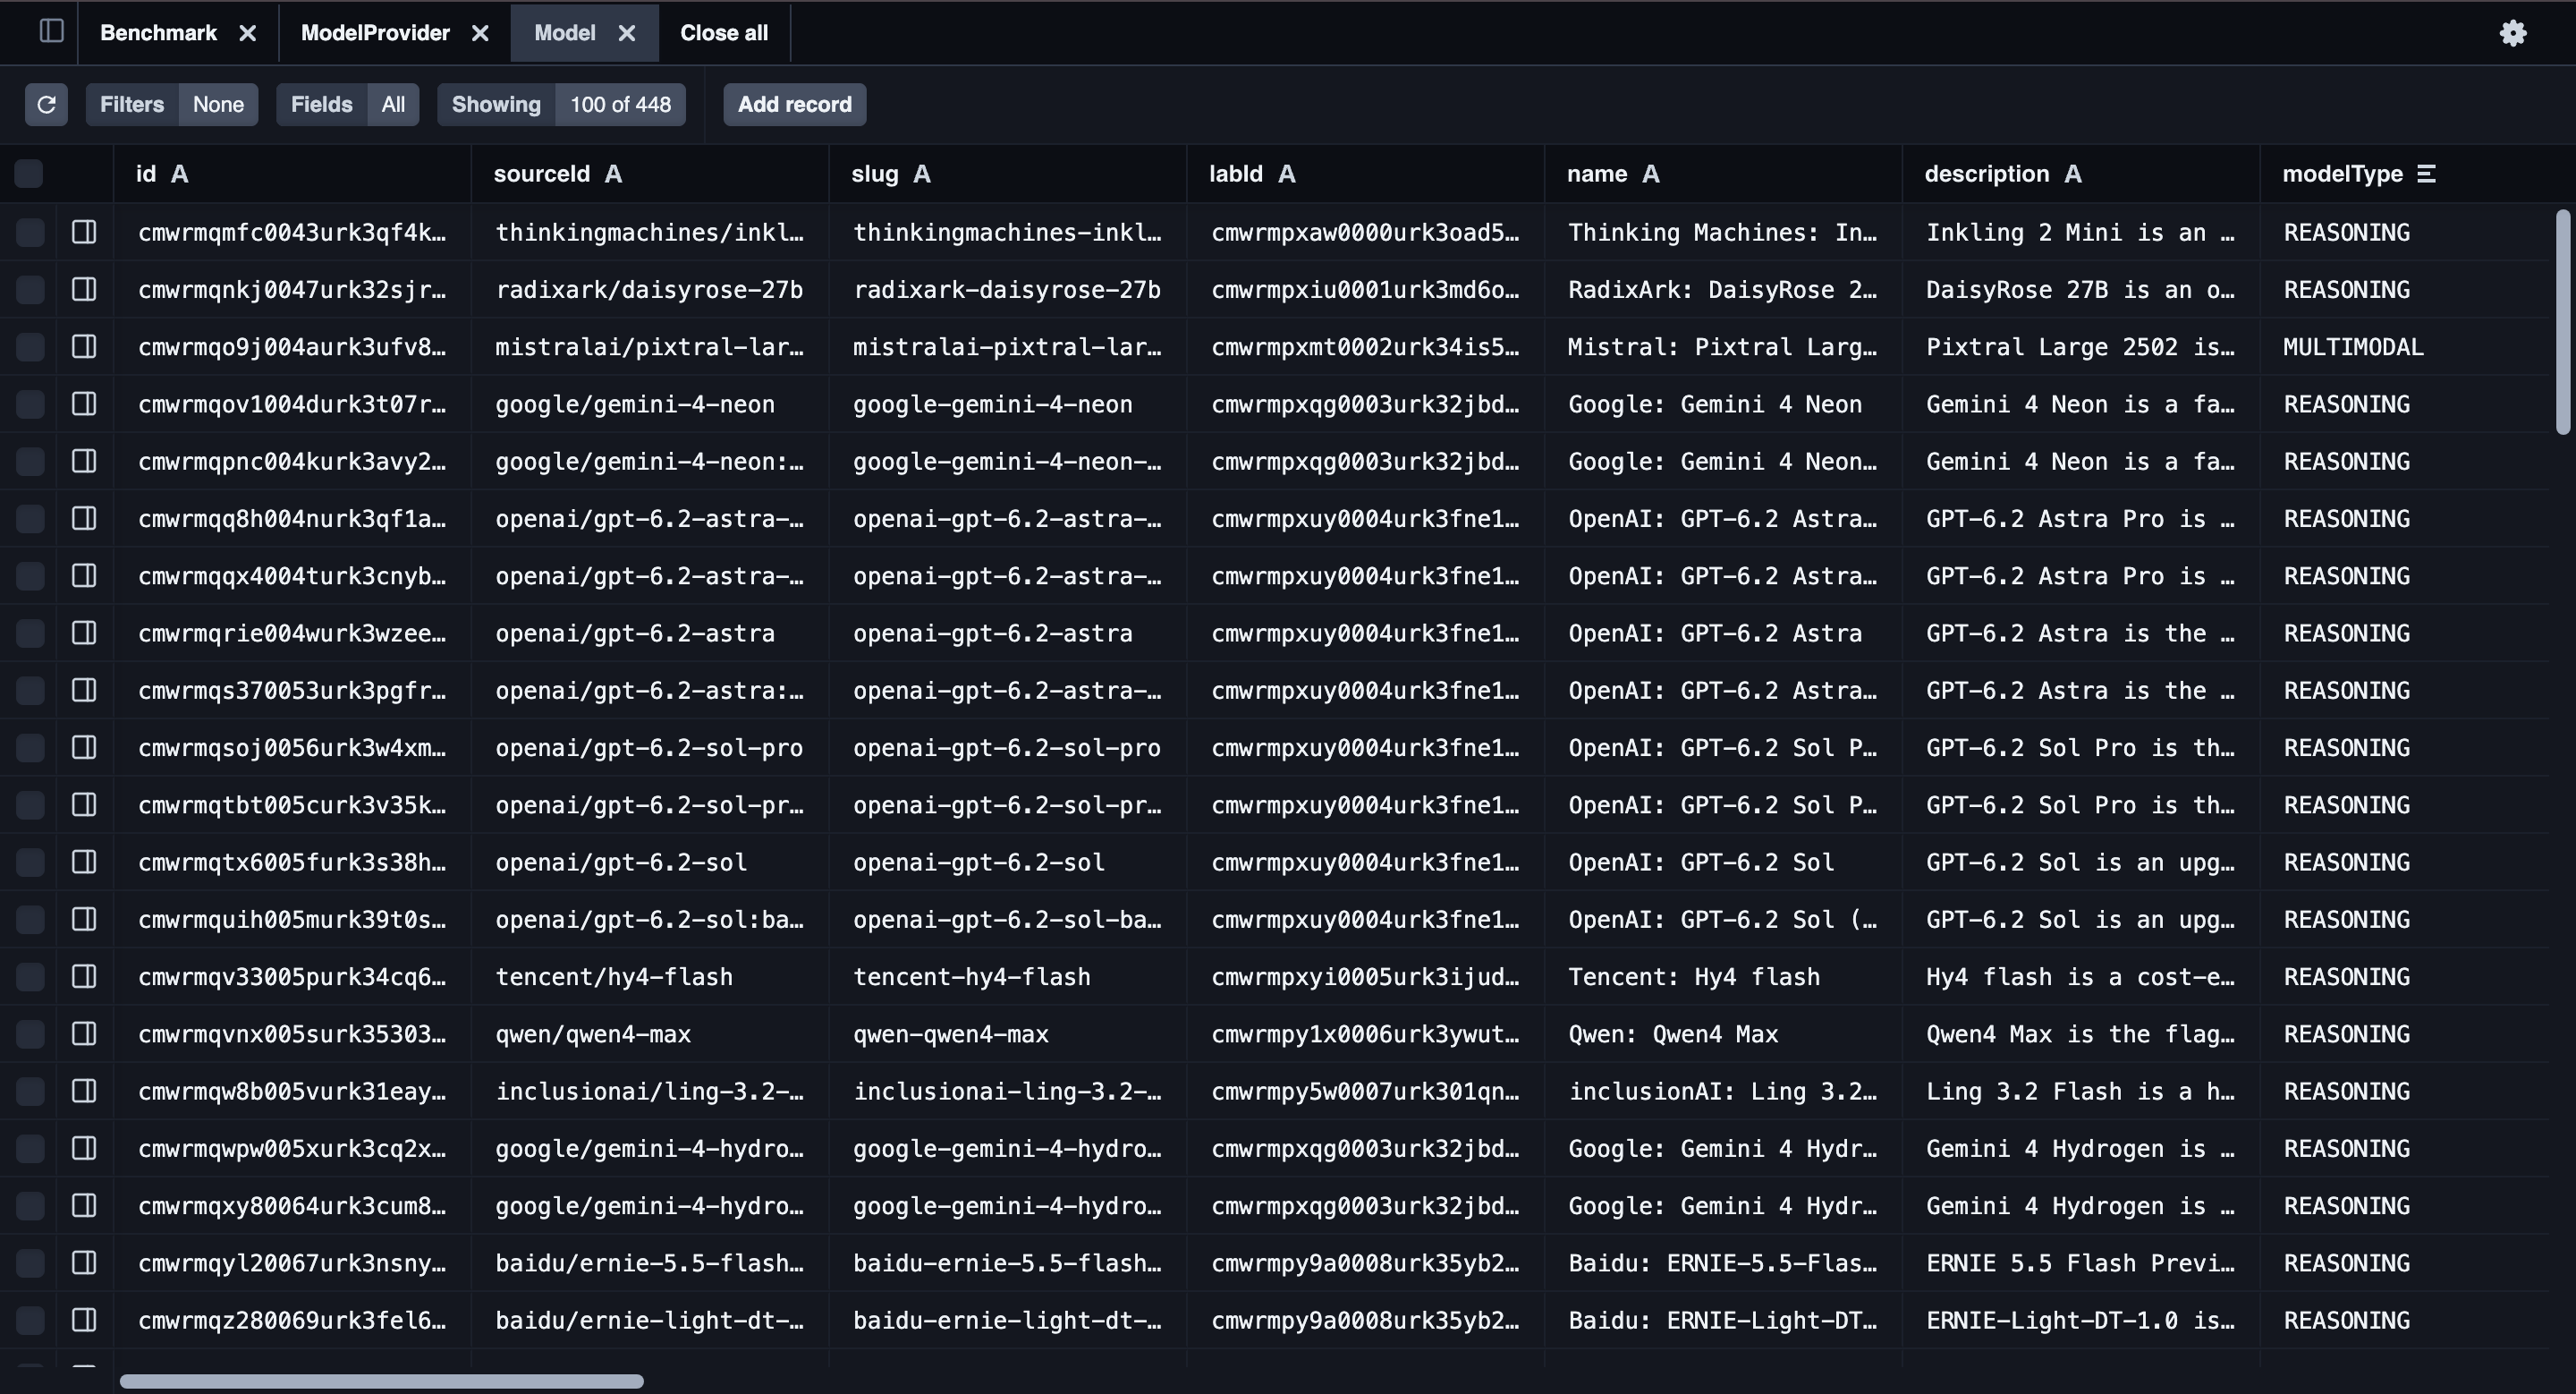 Benchmark ModelProvider Model Close all
Filters None Fields All Showing 100 of 448 Add record
id A sourceId A slug A labId A name A description A modelType
cmwrmqmfc0043urk3qf4k… thinkingmachines/inkl… thinkingmachines-inkl… cmwrmpxaw0000urk3oad5… Thinking Machines: In… Inkling 2 Mini is an … REASONING
cmwrmqnkj0047urk32sjr… radixark/daisyrose-27b radixark-daisyrose-27b cmwrmpxiu0001urk3md6o… RadixArk: DaisyRose 2… DaisyRose 27B is an o… REASONING
cmwrmqo9j004aurk3ufv8… mistralai/pixtral-lar… mistralai-pixtral-lar… cmwrmpxmt0002urk34is5… Mistral: Pixtral Larg… Pixtral Large 2502 is… MULTIMODAL
cmwrmqov1004durk3t07r… google/gemini-4-neon google-gemini-4-neon cmwrmpxqg0003urk32jbd… Google: Gemini 4 Neon Gemini 4 Neon is a fa… REASONING
cmwrmqpnc004kurk3avy2… google/gemini-4-neon:… google-gemini-4-neon-… cmwrmpxqg0003urk32jbd… Google: Gemini 4 Neon… Gemini 4 Neon is a fa… REASONING
cmwrmqq8h004nurk3qf1a… openai/gpt-6.2-astra-… openai-gpt-6.2-astra-… cmwrmpxuy0004urk3fne1… OpenAI: GPT-6.2 Astra… GPT-6.2 Astra Pro is … REASONING
cmwrmqqx4004turk3cnyb… openai/gpt-6.2-astra-… openai-gpt-6.2-astra-… cmwrmpxuy0004urk3fne1… OpenAI: GPT-6.2 Astra… GPT-6.2 Astra Pro is … REASONING
cmwrmqrie004wurk3wzee… openai/gpt-6.2-astra openai-gpt-6.2-astra cmwrmpxuy0004urk3fne1… OpenAI: GPT-6.2 Astra GPT-6.2 Astra is the … REASONING
cmwrmqs370053urk3pgfr… openai/gpt-6.2-astra:… openai-gpt-6.2-astra-… cmwrmpxuy0004urk3fne1… OpenAI: GPT-6.2 Astra… GPT-6.2 Astra is the … REASONING
cmwrmqsoj0056urk3w4xm… openai/gpt-6.2-sol-pro openai-gpt-6.2-sol-pro cmwrmpxuy0004urk3fne1… OpenAI: GPT-6.2 Sol P… GPT-6.2 Sol Pro is th… REASONING
cmwrmqtbt005curk3v35k… openai/gpt-6.2-sol-pr… openai-gpt-6.2-sol-pr… cmwrmpxuy0004urk3fne1… OpenAI: GPT-6.2 Sol P… GPT-6.2 Sol Pro is th… REASONING
cmwrmqtx6005furk3s38h… openai/gpt-6.2-sol openai-gpt-6.2-sol cmwrmpxuy0004urk3fne1… OpenAI: GPT-6.2 Sol GPT-6.2 Sol is an upg… REASONING
cmwrmquih005murk39t0s… openai/gpt-6.2-sol:ba… openai-gpt-6.2-sol-ba… cmwrmpxuy0004urk3fne1… OpenAI: GPT-6.2 Sol (… GPT-6.2 Sol is an upg… REASONING
cmwrmqv33005purk34cq6… tencent/hy4-flash tencent-hy4-flash cmwrmpxyi0005urk3ijud… Tencent: Hy4 flash Hy4 flash is a cost-e… REASONING
cmwrmqvnx005surk35303… qwen/qwen4-max qwen-qwen4-max cmwrmpy1x0006urk3ywut… Qwen: Qwen4 Max Qwen4 Max is the flag… REASONING
cmwrmqw8b005vurk31eay… inclusionai/ling-3.2-… inclusionai-ling-3.2-… cmwrmpy5w0007urk301qn… inclusionAI: Ling 3.2… Ling 3.2 Flash is a h… REASONING
cmwrmqwpw005xurk3cq2x… google/gemini-4-hydro… google-gemini-4-hydro… cmwrmpxqg0003urk32jbd… Google: Gemini 4 Hydr… Gemini 4 Hydrogen is … REASONING
cmwrmqxy80064urk3cum8… google/gemini-4-hydro… google-gemini-4-hydro… cmwrmpxqg0003urk32jbd… Google: Gemini 4 Hydr… Gemini 4 Hydrogen is … REASONING
cmwrmqyl20067urk3nsny… baidu/ernie-5.5-flash… baidu-ernie-5.5-flash… cmwrmpy9a0008urk35yb2… Baidu: ERNIE-5.5-Flas… ERNIE 5.5 Flash Previ… REASONING
cmwrmqz280069urk3fel6… baidu/ernie-light-dt-… baidu-ernie-light-dt-… cmwrmpy9a0008urk35yb2… Baidu: ERNIE-Light-DT… ERNIE-Light-DT-1.0 is… REASONING